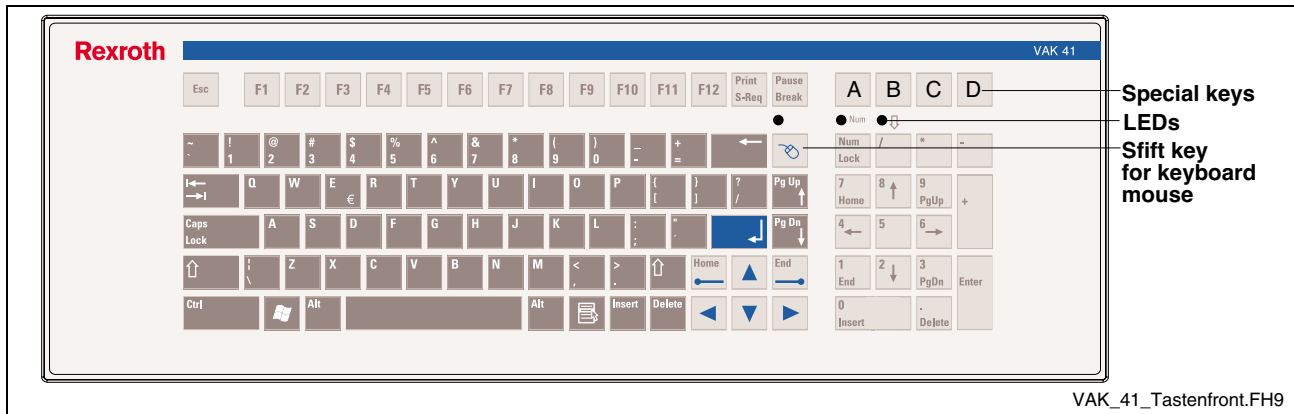 Rexroth
VAK 41
Esc F1 F2 F3 F4 F5 F6 F7 F8 F9 F10 F11 F12 Print S-Req Pause Break A B C D
Special keys
Num
LEDs
~ ` ! 1 @ 2 # 3 $ 4 % 5 ^ 6 & 7 * 8 ( 9 ) 0 _ - + = Num Lock / * -
Sfift key
for keyboard
mouse
Q W E € R T Y U I O P { [ } ] ? / Pg Up 7 Home 8 9 PgUp +
Caps Lock A S D F G H J K L : ; " ' Pg Dn 4 5 6
¦ \ Z X C V B N M < , > . Home End 1 End 2 3 PgDn Enter
Ctrl Alt Alt Insert Delete 0 Insert . Delete
VAK_41_Tastenfront.FH9